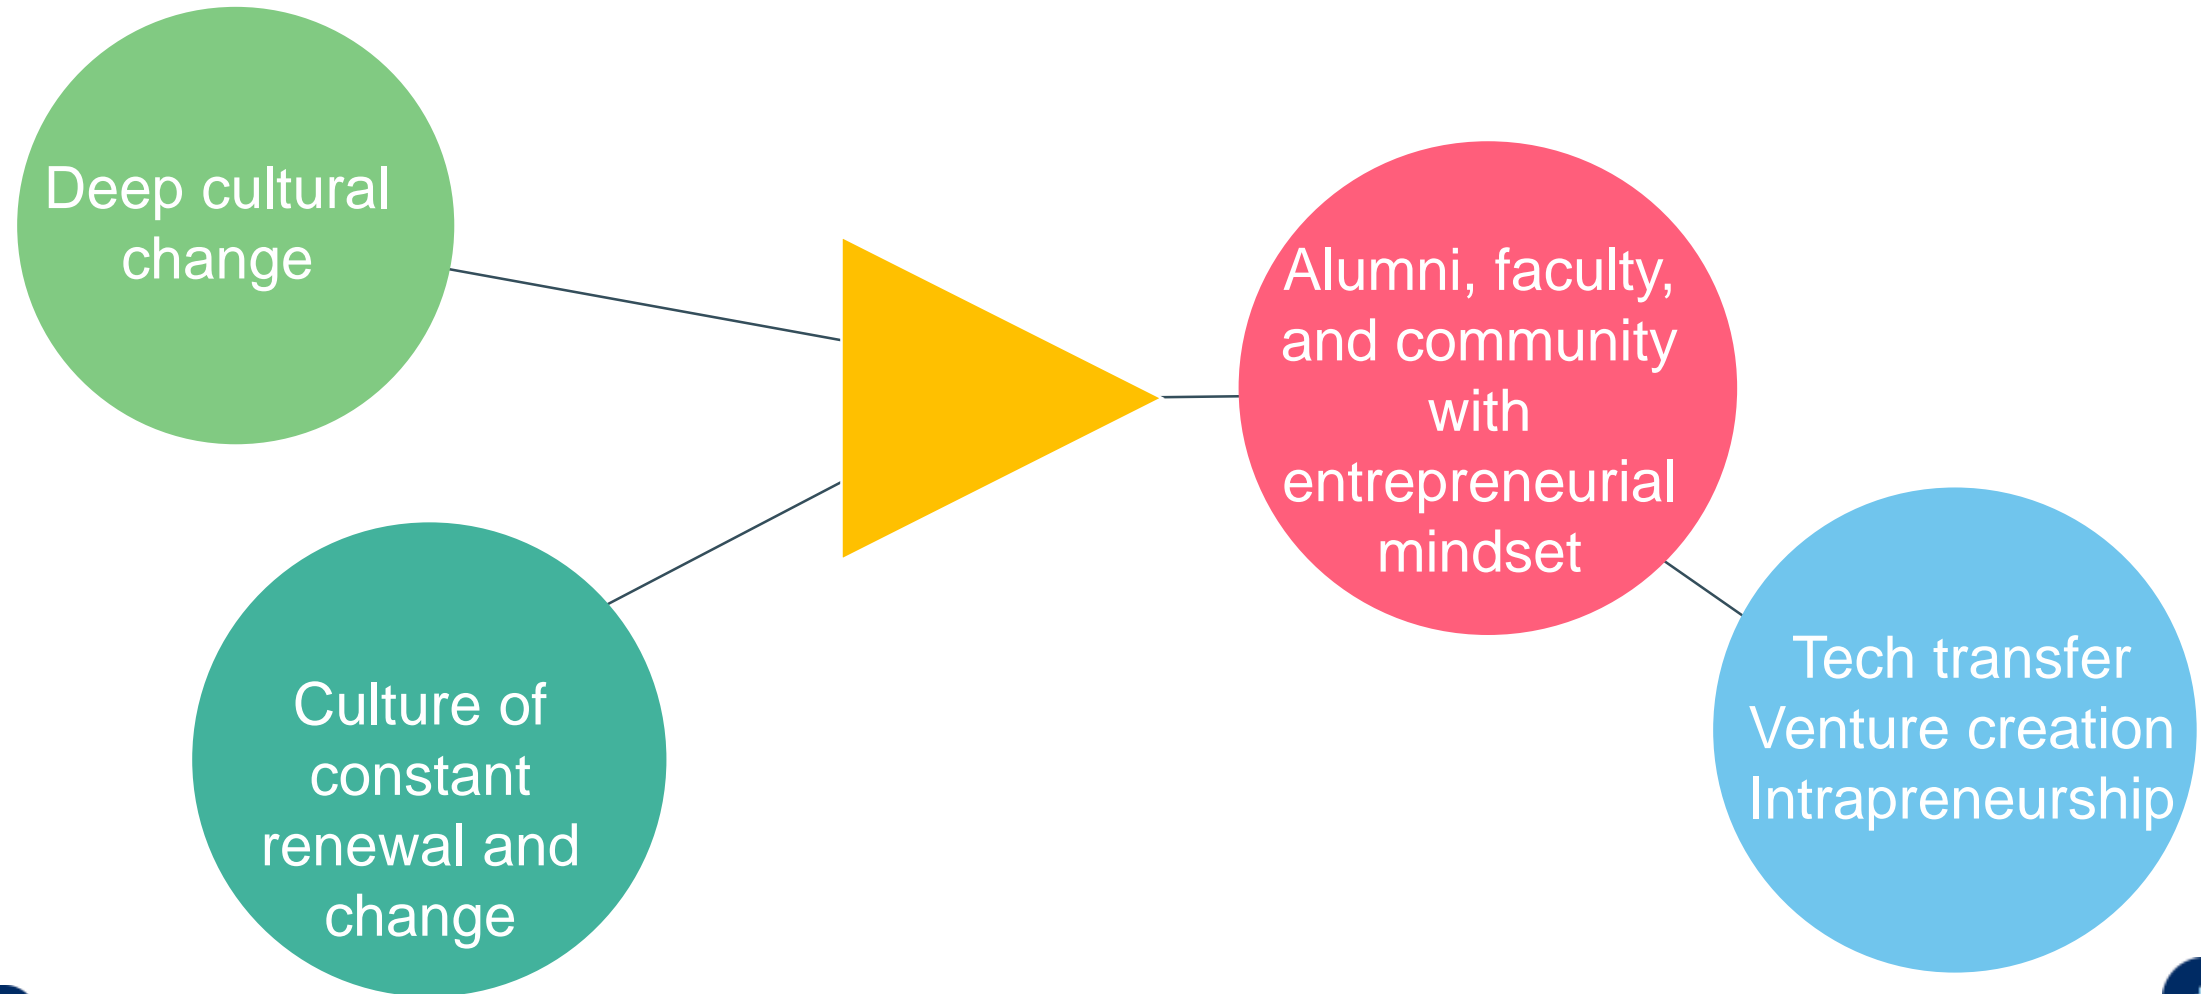 Deep cultural
change
Alumni, faculty,
and community
with
entrepreneurial
mindset
Culture of
constant
renewal and
change
Tech transfer
Venture creation
Intrapreneurship